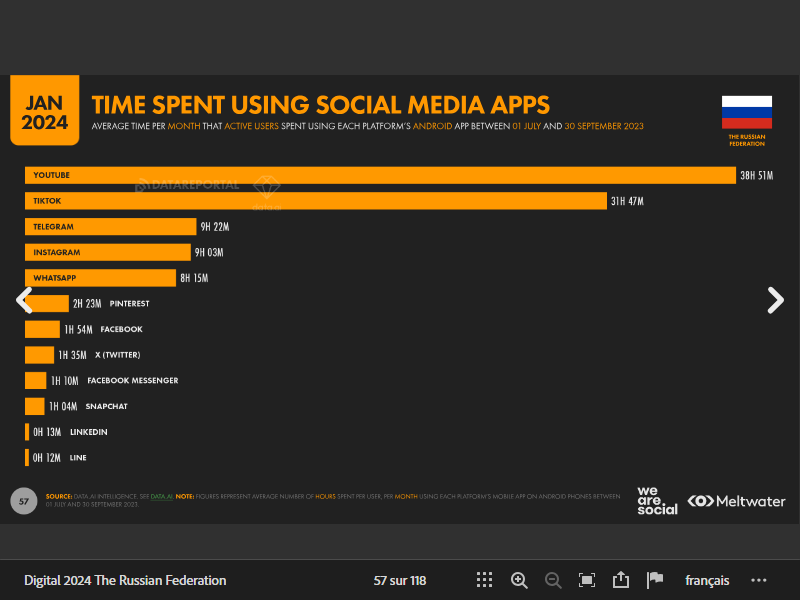 JAN
2024
TIME SPENT USING SOCIAL MEDIA APPS
AVERAGE TIME PER MONTH THAT ACTIVE USERS SPENT USING EACH PLATFORM'S ANDROID APP BETWEEN 01 JULY AND 30 SEPTEMBER 2023
THE RUSSIAN
FEDERATION
YOUTUBE 38H 51M
DATAREPORTAL
TIKTOK 31H 47M
data.ai
TELEGRAM 9H 22M
INSTAGRAM 9H 03M
WHATSAPP 8H 15M
2H 23M PINTEREST
1H 54M FACEBOOK
1H 35M X (TWITTER)
1H 10M FACEBOOK MESSENGER
1H 04M SNAPCHAT
0H 13M LINKEDIN
0H 12M LINE
57
SOURCE: DATA.AI INTELLIGENCE. SEE DATA.AI. NOTE: FIGURES REPRESENT AVERAGE NUMBER OF HOURS SPENT PER USER, PER MONTH USING EACH PLATFORM'S MOBILE APP ON ANDROID PHONES BETWEEN
01 JULY AND 30 SEPTEMBER 2023.
we
are
social
Meltwater
Digital 2024 The Russian Federation
57 sur 118
français